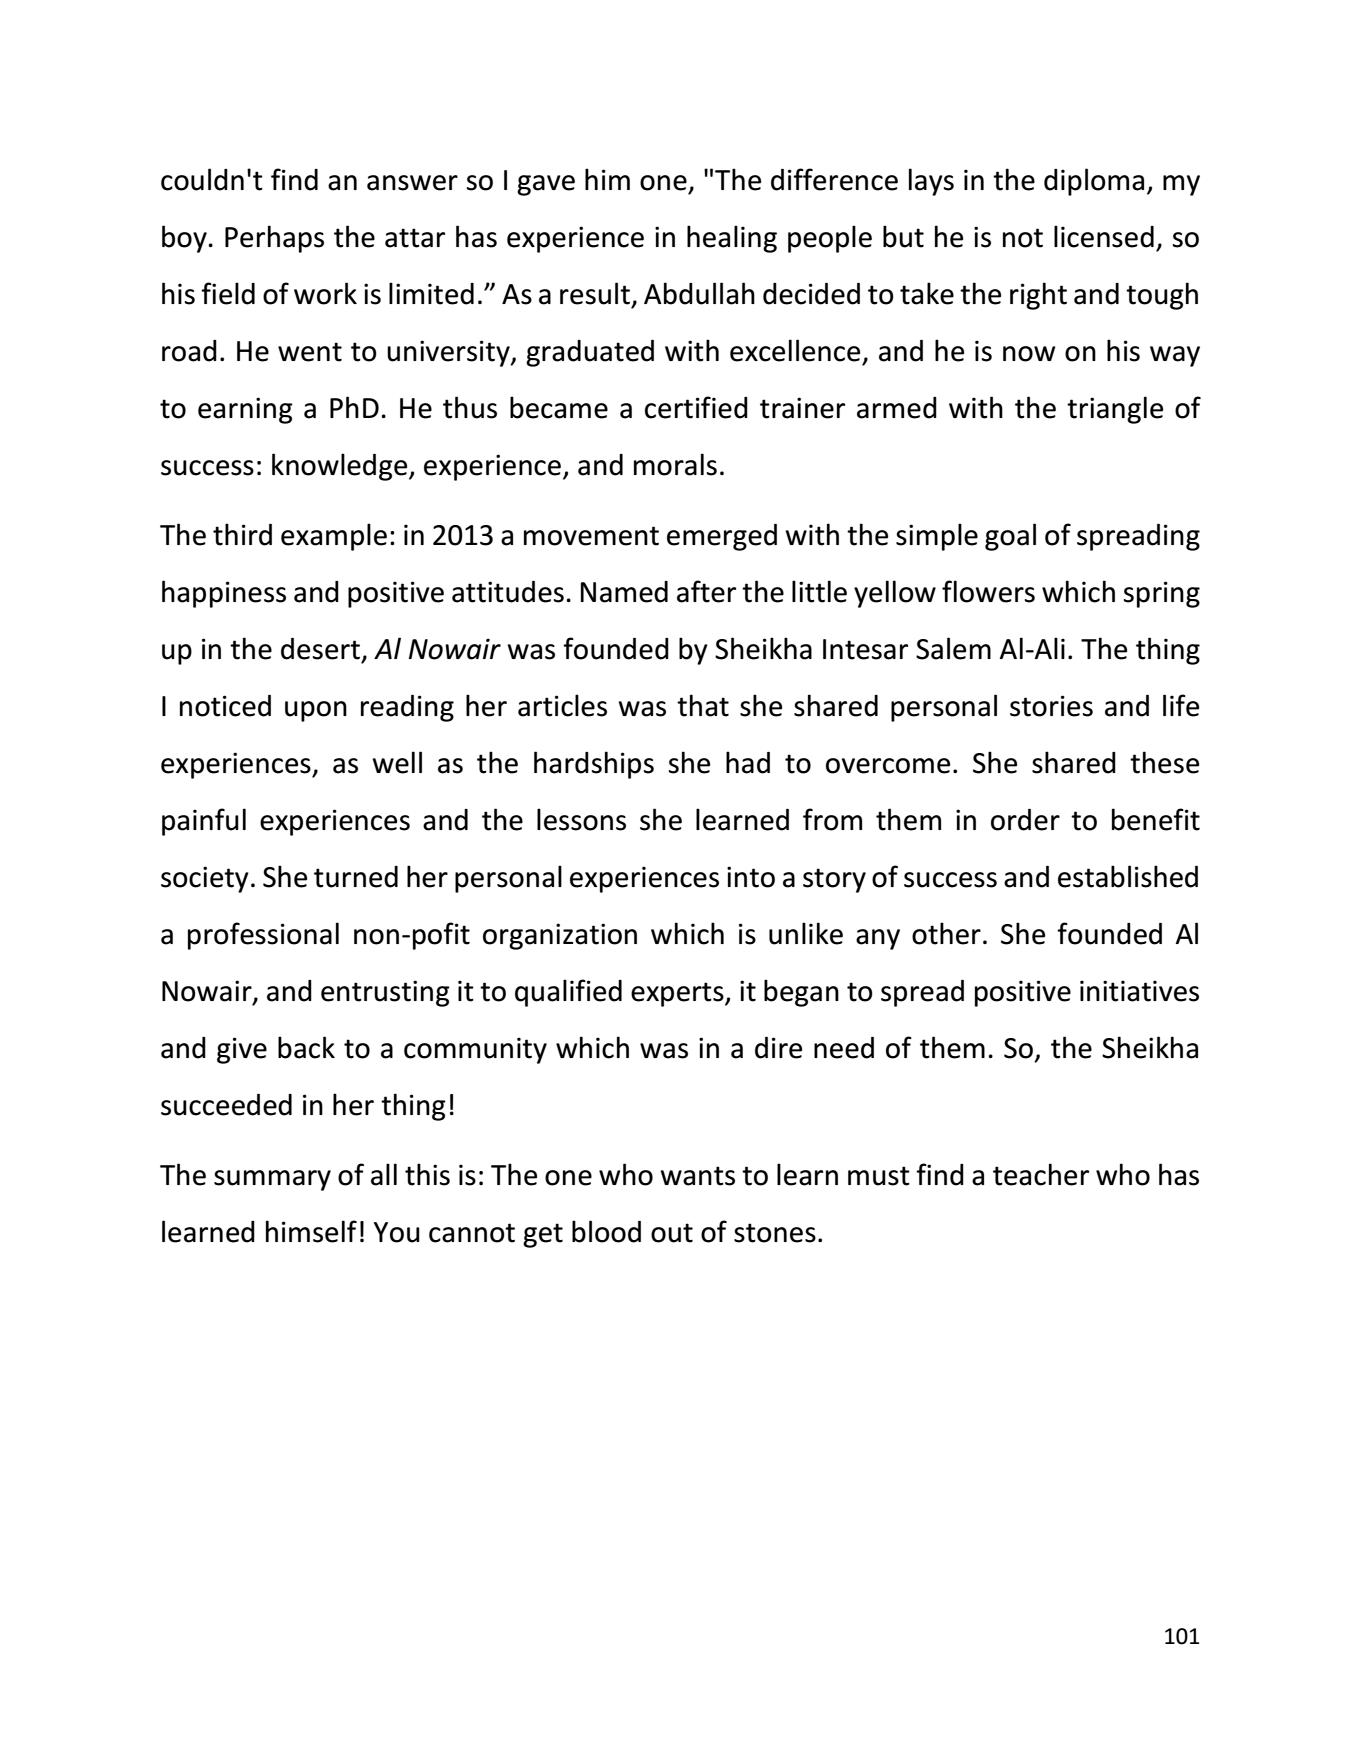 couldn't find an answer so I gave him one, "The difference lays in the diploma, my
boy. Perhaps the attar has experience in healing people but he is not licensed, so
his field of work is limited.” As a result, Abdullah decided to take the right and tough
road. He went to university, graduated with excellence, and he is now on his way
to earning a PhD. He thus became a certified trainer armed with the triangle of
success: knowledge, experience, and morals.
The third example: in 2013 a movement emerged with the simple goal of spreading
happiness and positive attitudes. Named after the little yellow flowers which spring
up in the desert, Al Nowair was founded by Sheikha Intesar Salem Al-Ali. The thing
I noticed upon reading her articles was that she shared personal stories and life
experiences, as well as the hardships she had to overcome. She shared these
painful experiences and the lessons she learned from them in order to benefit
society. She turned her personal experiences into a story of success and established
a professional non-pofit organization which is unlike any other. She founded Al
Nowair, and entrusting it to qualified experts, it began to spread positive initiatives
and give back to a community which was in a dire need of them. So, the Sheikha
succeeded in her thing!
The summary of all this is: The one who wants to learn must find a teacher who has
learned himself! You cannot get blood out of stones.
101